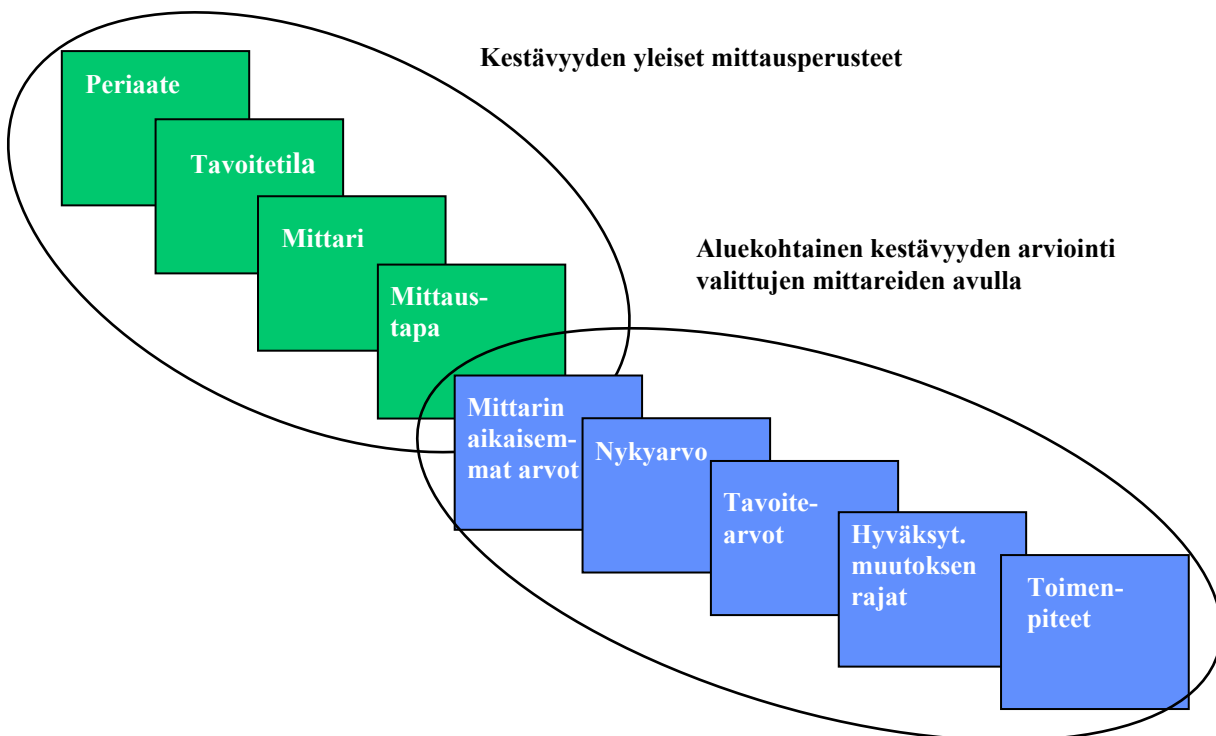 Kestävyyden yleiset mittausperusteet
Periaate
Tavoitetila
Mittari
Mittaus-
tapa
Aluekohtainen kestävyyden arviointi
valittujen mittareiden avulla
Mittarin
aikaisem-
mat arvot
Nykyarvo
Tavoite-
arvot
Hyväksyt.
muutoksen
rajat
Toimen-
piteet